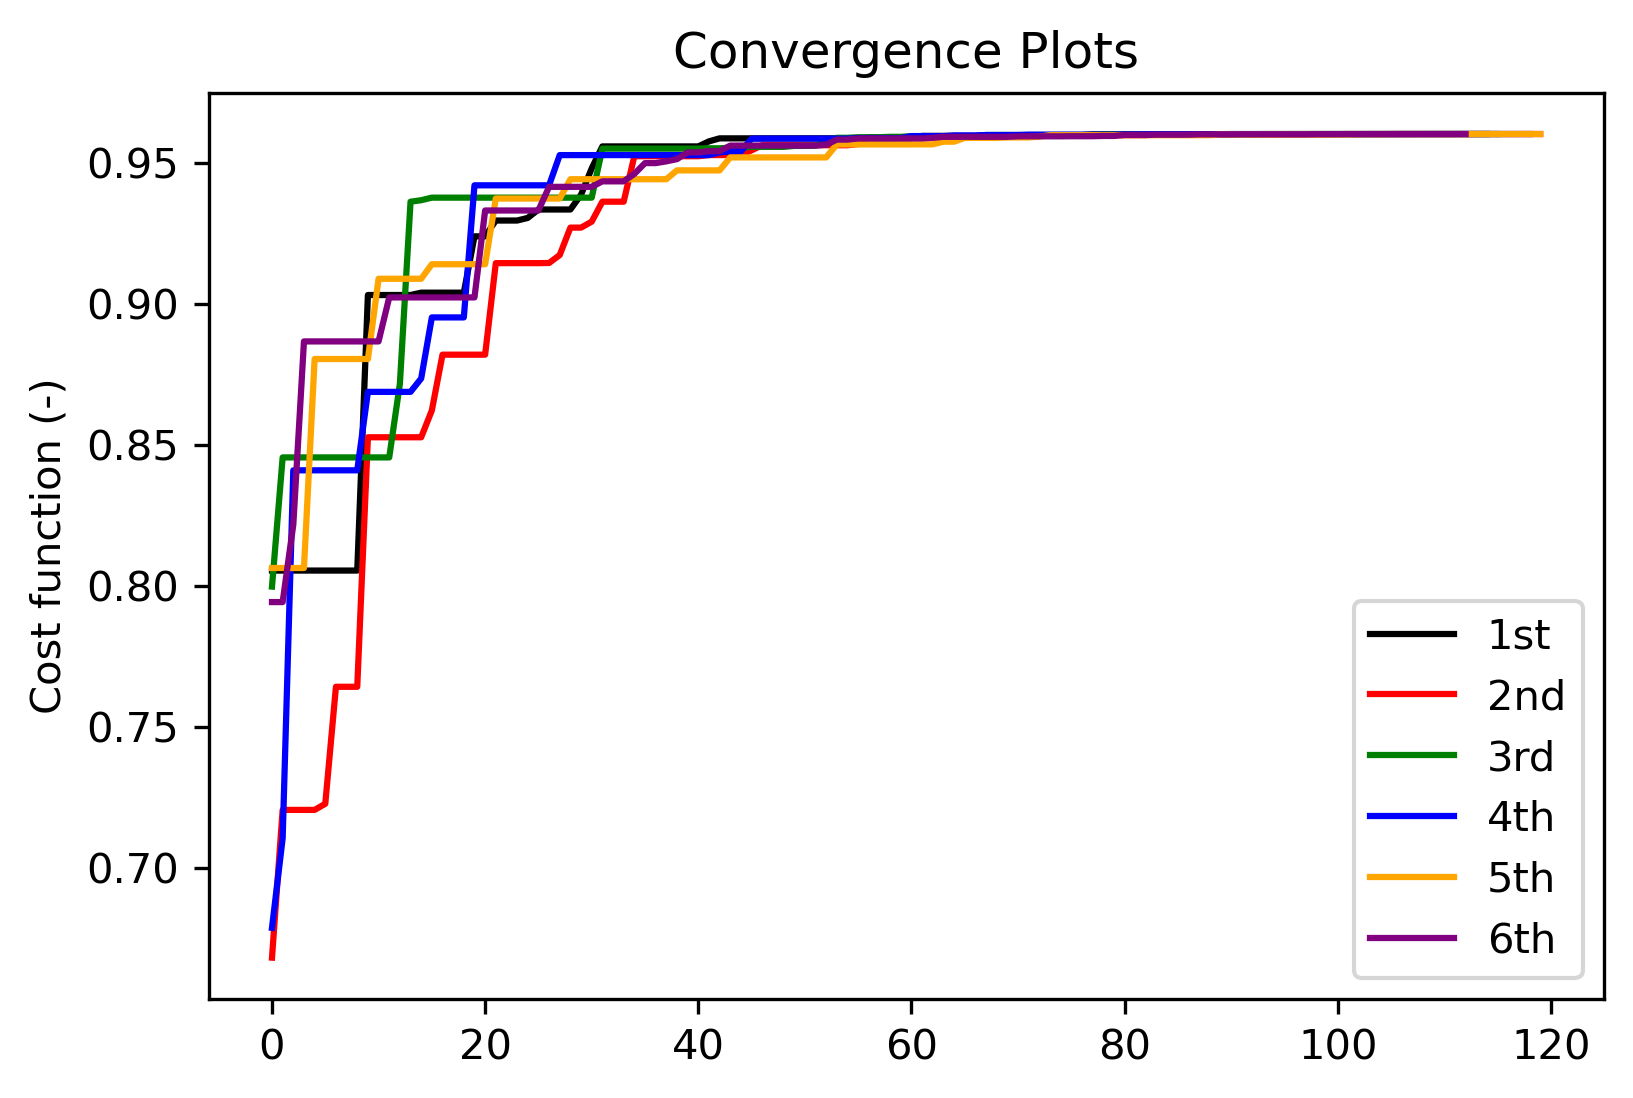 Convergence Plots
Cost function (-)
0.95
0.90
0.85
0.80
0.75
0.70
0 20 40 60 80 100 120
1st
2nd
3rd
4th
5th
6th